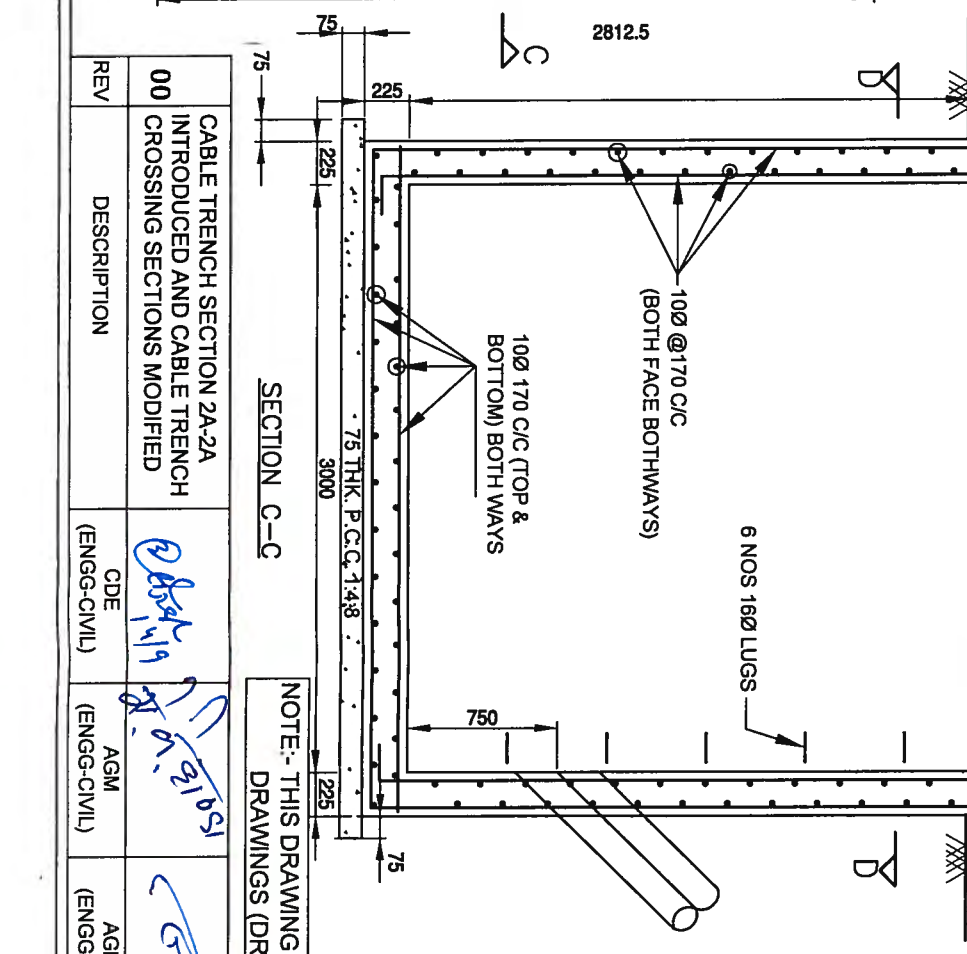 2812.5
C
D
75
75
225
225
10Ø @170 C/C
(BOTH FACE BOTHWAYS)
10Ø 170 C/C (TOP &
BOTTOM) BOTH WAYS
6 NOS 16Ø LUGS
750
75 THK. P.C.C. 1:4:8
3000
225
75
D
SECTION C-C
NOTE:- THIS DRAWING
DRAWINGS (DR
00
CABLE TRENCH SECTION 2A-2A
INTRODUCED AND CABLE TRENCH
CROSSING SECTIONS MODIFIED
REV
DESCRIPTION
CDE
(ENGG-CIVIL)
AGM
(ENGG-CIVIL)
(ENGG